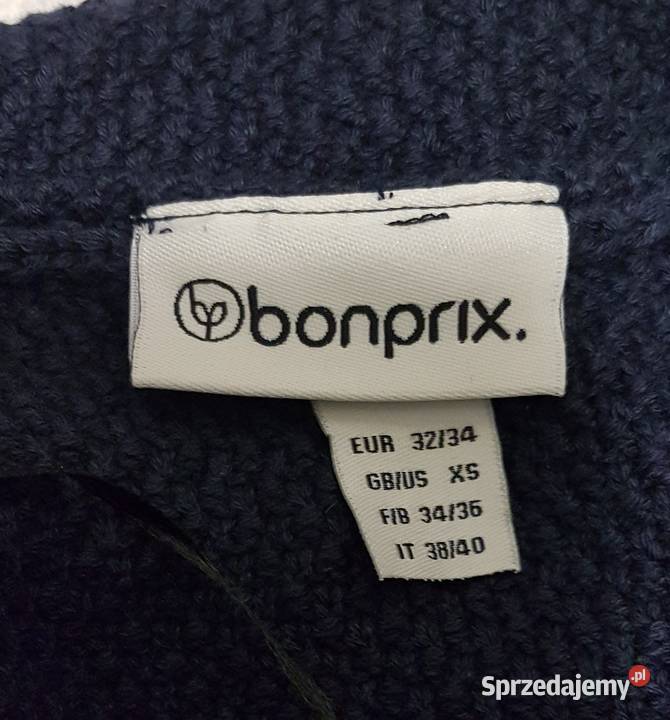 bonprix.
EUR 32/34
GB/US XS
F/B 34/36
IT 38/40
Sprzedajemy.pl